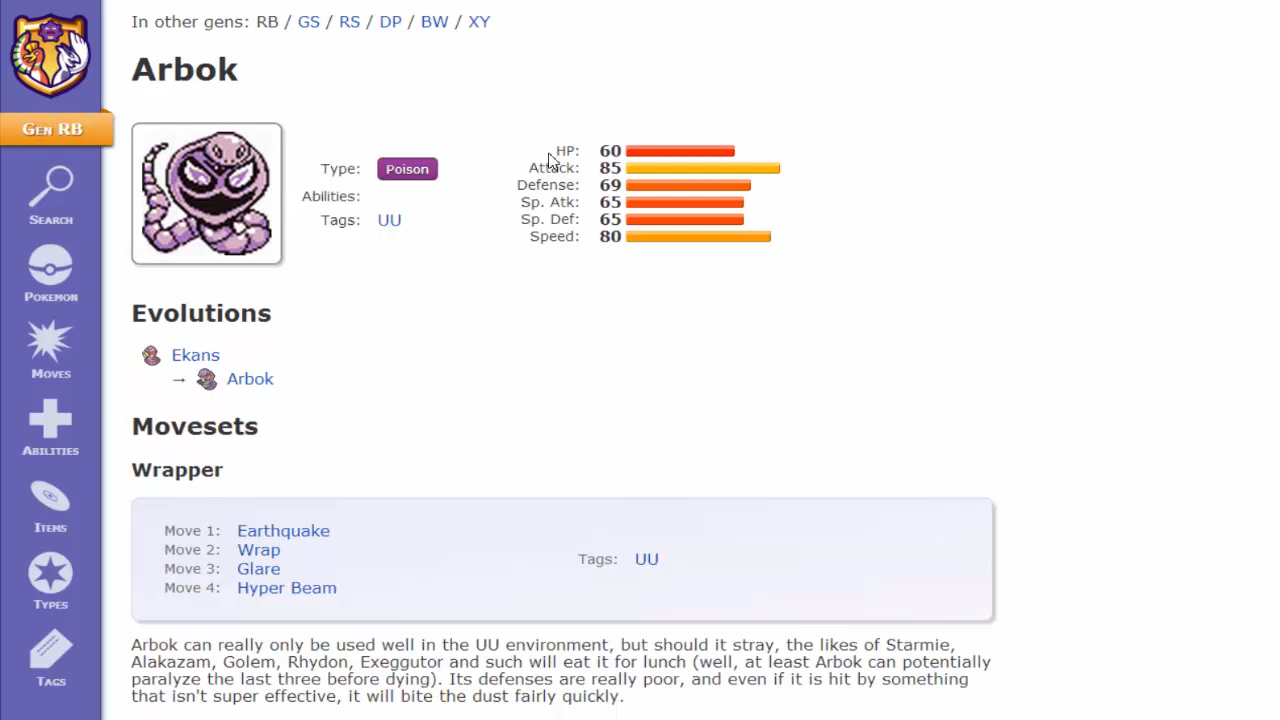 In other gens: RB / GS / RS / DP / BW / XY
Arbok
GEN RB
SEARCH
POKEMON
MOVES
ABILITIES
ITEMS
TYPES
TAGS
Type: Poison
Abilities:
Tags: UU
HP: 60
Attack: 85
Defense: 69
Sp. Atk: 65
Sp. Def: 65
Speed: 80
Evolutions
Ekans
→ Arbok
Movesets
Wrapper
Move 1: Earthquake
Move 2: Wrap
Move 3: Glare
Move 4: Hyper Beam
Tags: UU
Arbok can really only be used well in the UU environment, but should it stray, the likes of Starmie,
Alakazam, Golem, Rhydon, Exeggutor and such will eat it for lunch (well, at least Arbok can potentially
paralyze the last three before dying). Its defenses are really poor, and even if it is hit by something
that isn't super effective, it will bite the dust fairly quickly.